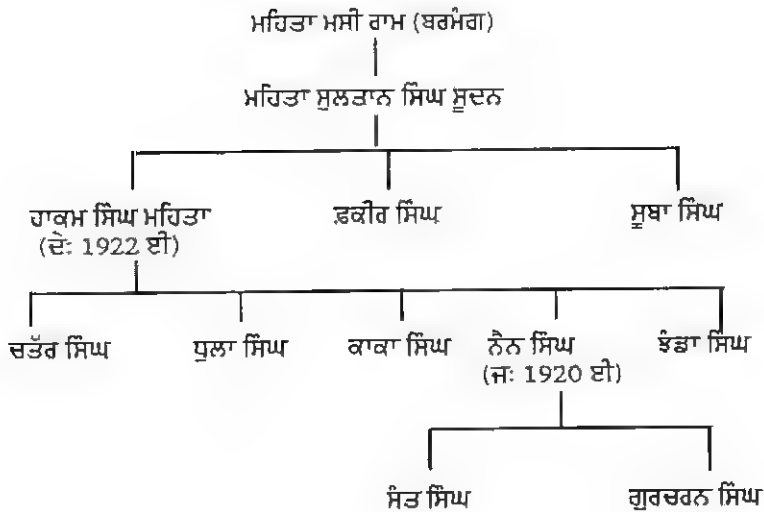 ਮਹਿਤਾ ਮਸੀ ਰਾਮ (ਬਰਮੰਗ)
ਮਹਿਤਾ ਸੁਲਤਾਨ ਸਿੰਘ ਸੂਦਨ
ਹਾਕਮ ਸਿੰਘ ਮਹਿਤਾ ਫ਼ਕੀਰ ਸਿੰਘ ਸੂਬਾ ਸਿੰਘ
(ਦੇ: 1922 ਈ)
ਚਤੱਰ ਸਿੰਘ ਧੁਲਾ ਸਿੰਘ ਕਾਕਾ ਸਿੰਘ ਨੈਨ ਸਿੰਘ ਝੰਡਾ ਸਿੰਘ
(ਜ: 1920 ਈ)
ਸੰਤ ਸਿੰਘ ਗੁਰਚਰਨ ਸਿੰਘ